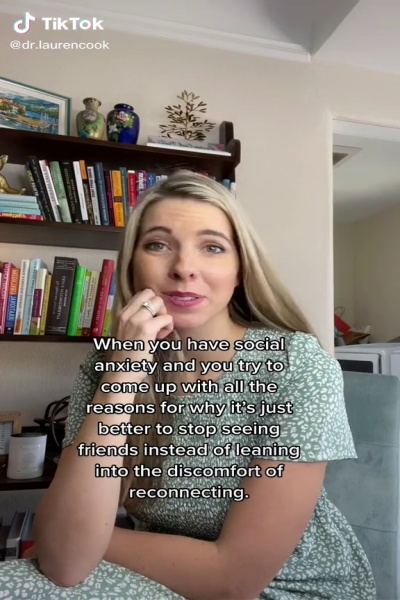 TikTok
@dr.laurencook
When you have social
anxiety and you try to
come up with all the
reasons for why it's just
better to stop seeing
friends instead of leaning
into the discomfort of
reconnecting.